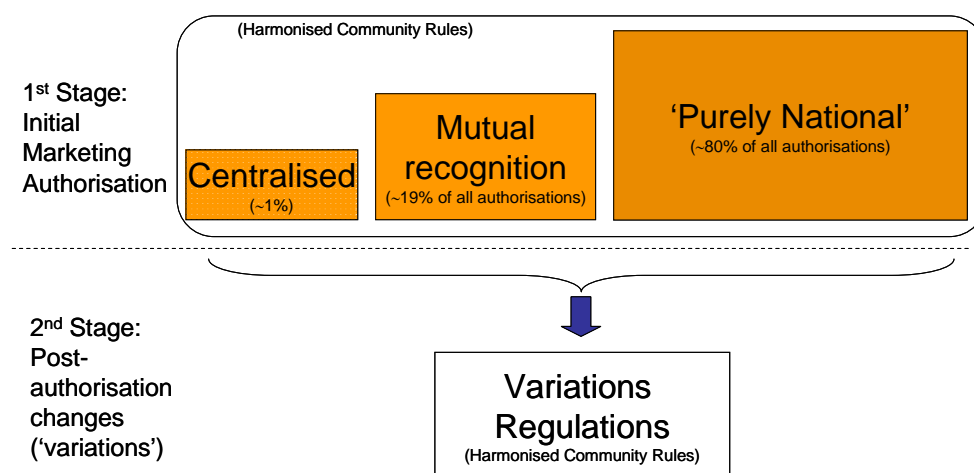 (Harmonised Community Rules)
1st Stage:
Initial
Marketing
Authorisation
Centralised
(~1%)
Mutual
recognition
(~19% of all authorisations)
‘Purely National’
(~80% of all authorisations)
2nd Stage:
Post-
authorisation
changes
(‘variations’)
Variations
Regulations
(Harmonised Community Rules)